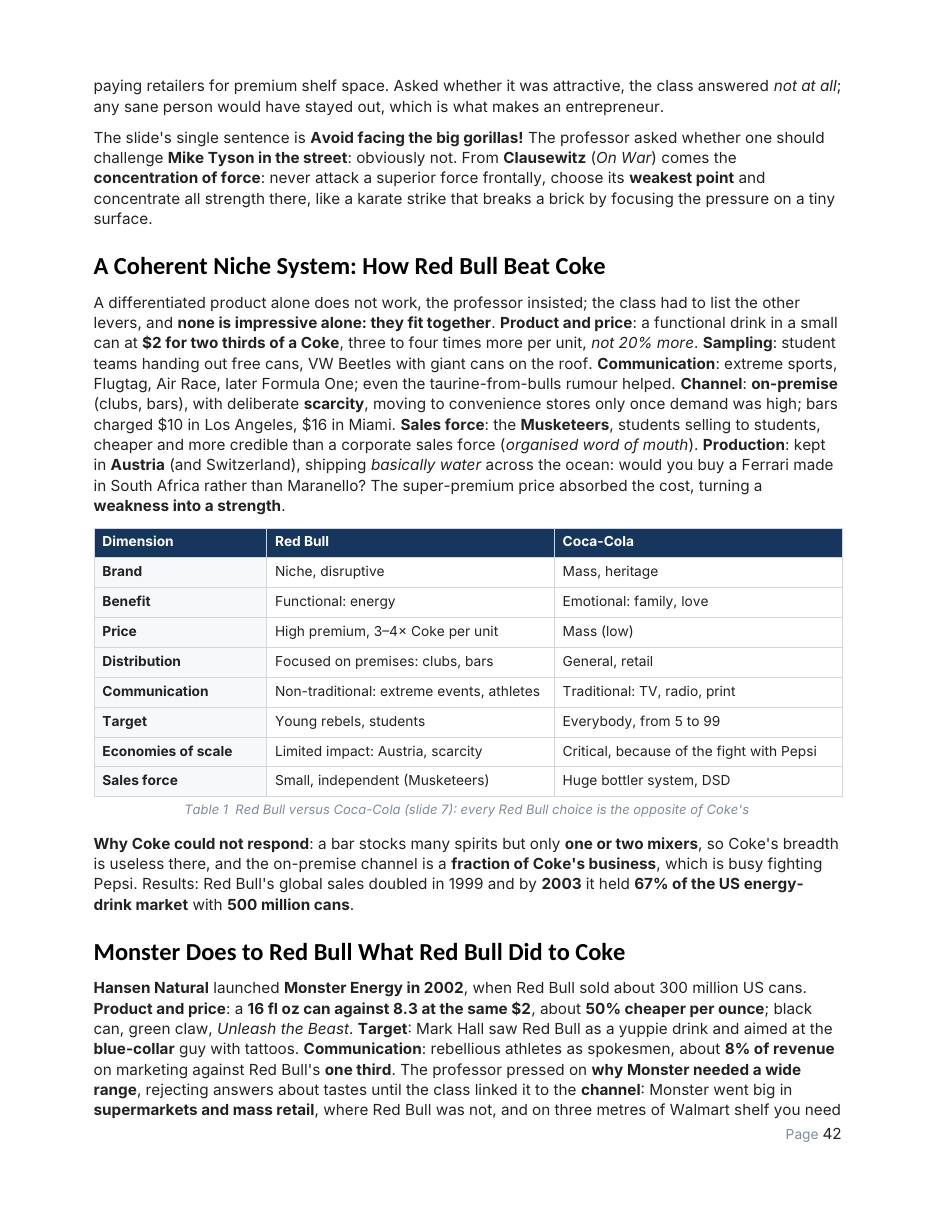 paying retailers for premium shelf space. Asked whether it was attractive, the class answered not at all;
any sane person would have stayed out, which is what makes an entrepreneur.
The slide's single sentence is Avoid facing the big gorillas! The professor asked whether one should
challenge Mike Tyson in the street: obviously not. From Clausewitz (On War) comes the
concentration of force: never attack a superior force frontally, choose its weakest point and
concentrate all strength there, like a karate strike that breaks a brick by focusing the pressure on a tiny
surface.
A Coherent Niche System: How Red Bull Beat Coke
A differentiated product alone does not work, the professor insisted; the class had to list the other
levers, and none is impressive alone: they fit together. Product and price: a functional drink in a small
can at $2 for two thirds of a Coke, three to four times more per unit, not 20% more. Sampling: student
teams handing out free cans, VW Beetles with giant cans on the roof. Communication: extreme sports,
Flugtag, Air Race, later Formula One; even the taurine-from-bulls rumour helped. Channel: on-premise
(clubs, bars), with deliberate scarcity, moving to convenience stores only once demand was high; bars
charged $10 in Los Angeles, $16 in Miami. Sales force: the Musketeers, students selling to students,
cheaper and more credible than a corporate sales force (organised word of mouth). Production: kept
in Austria (and Switzerland), shipping basically water across the ocean: would you buy a Ferrari made
in South Africa rather than Maranello? The super-premium price absorbed the cost, turning a
weakness into a strength.
Dimension Red Bull Coca-Cola
Brand Niche, disruptive Mass, heritage
Benefit Functional: energy Emotional: family, love
Price High premium, 3–4× Coke per unit Mass (low)
Distribution Focused on premises: clubs, bars General, retail
Communication Non-traditional: extreme events, athletes Traditional: TV, radio, print
Target Young rebels, students Everybody, from 5 to 99
Economies of scale Limited impact: Austria, scarcity Critical, because of the fight with Pepsi
Sales force Small, independent (Musketeers) Huge bottler system, DSD
Table 1 Red Bull versus Coca-Cola (slide 7): every Red Bull choice is the opposite of Coke's
Why Coke could not respond: a bar stocks many spirits but only one or two mixers, so Coke's breadth
is useless there, and the on-premise channel is a fraction of Coke's business, which is busy fighting
Pepsi. Results: Red Bull's global sales doubled in 1999 and by 2003 it held 67% of the US energy-
drink market with 500 million cans.
Monster Does to Red Bull What Red Bull Did to Coke
Hansen Natural launched Monster Energy in 2002, when Red Bull sold about 300 million US cans.
Product and price: a 16 fl oz can against 8.3 at the same $2, about 50% cheaper per ounce; black
can, green claw, Unleash the Beast. Target: Mark Hall saw Red Bull as a yuppie drink and aimed at the
blue-collar guy with tattoos. Communication: rebellious athletes as spokesmen, about 8% of revenue
on marketing against Red Bull's one third. The professor pressed on why Monster needed a wide
range, rejecting answers about tastes until the class linked it to the channel: Monster went big in
supermarkets and mass retail, where Red Bull was not, and on three metres of Walmart shelf you need
Page 42